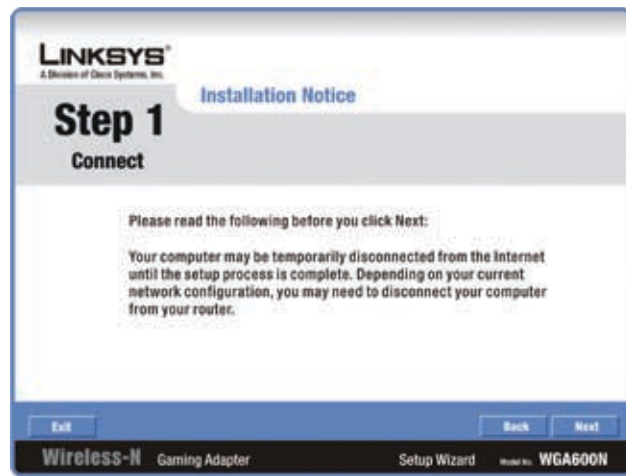 LINKSYS®
A Division of Cisco Systems, Inc.
Installation Notice
Step 1
Connect
Please read the following before you click Next:
Your computer may be temporarily disconnected from the Internet
until the setup process is complete. Depending on your current
network configuration, you may need to disconnect your computer
from your router.
Exit
Back
Next
Wireless-N Gaming Adapter
Setup Wizard
Model No. WGA600N